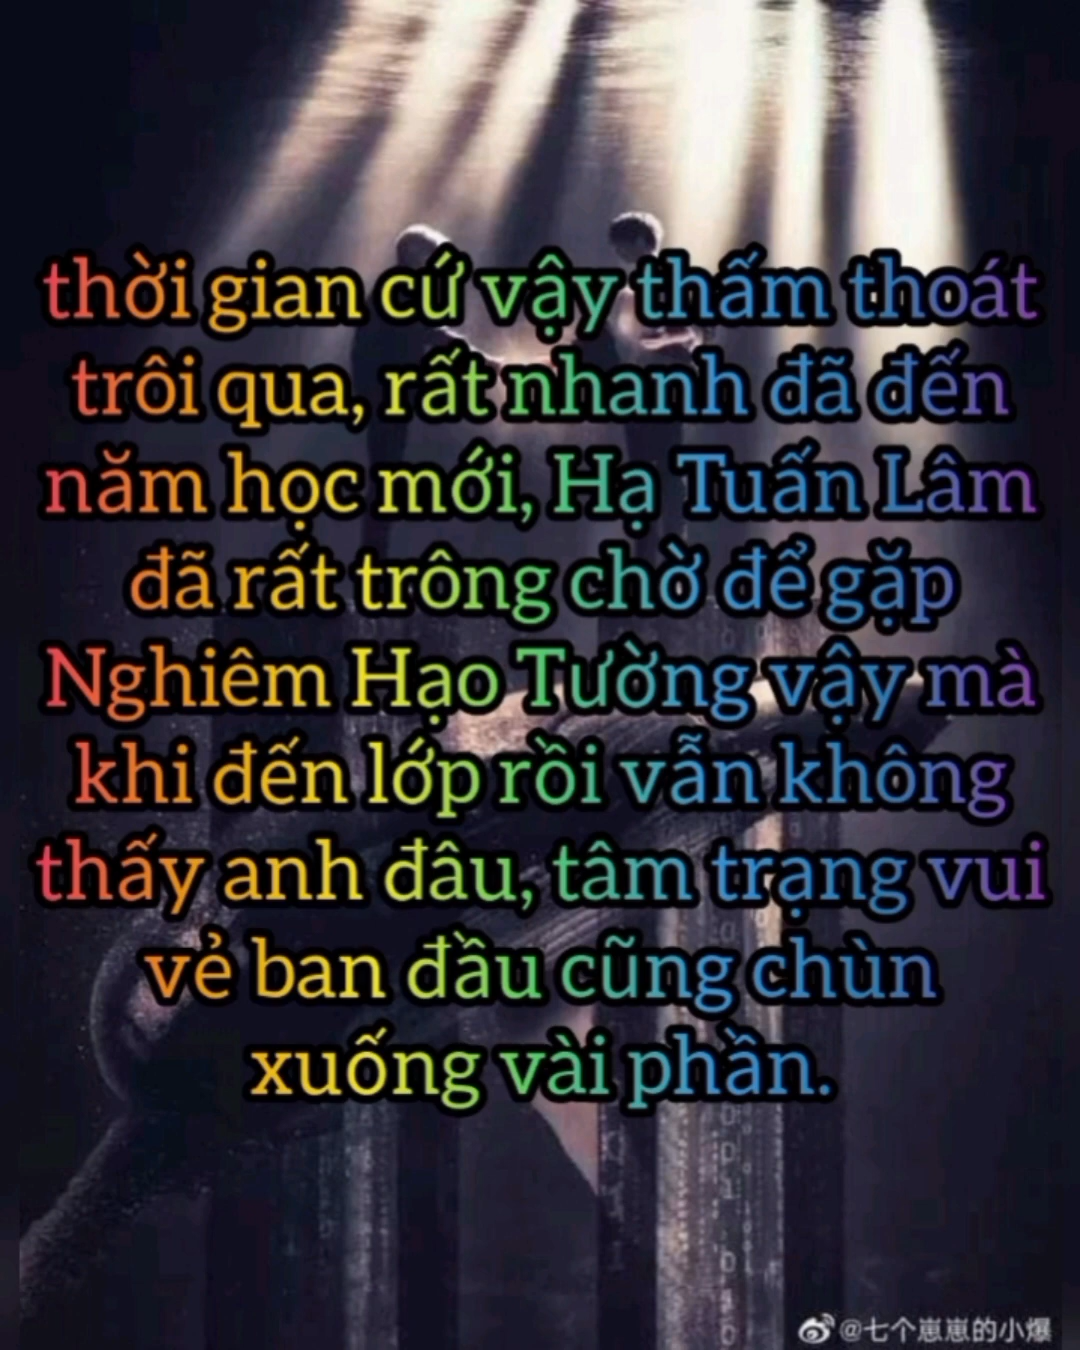 thời gian cứ vậy thấm thoát
trôi qua, rất nhanh đã đến
năm học mới, Hạ Tuấn Lâm
đã rất trông chờ để gặp
Nghiêm Hạo Tường vậy mà
khi đến lớp rồi vẫn không
thấy anh đâu, tâm trạng vui
vẻ ban đầu cũng chùn
xuống vài phần.
@七个崽崽的小爆